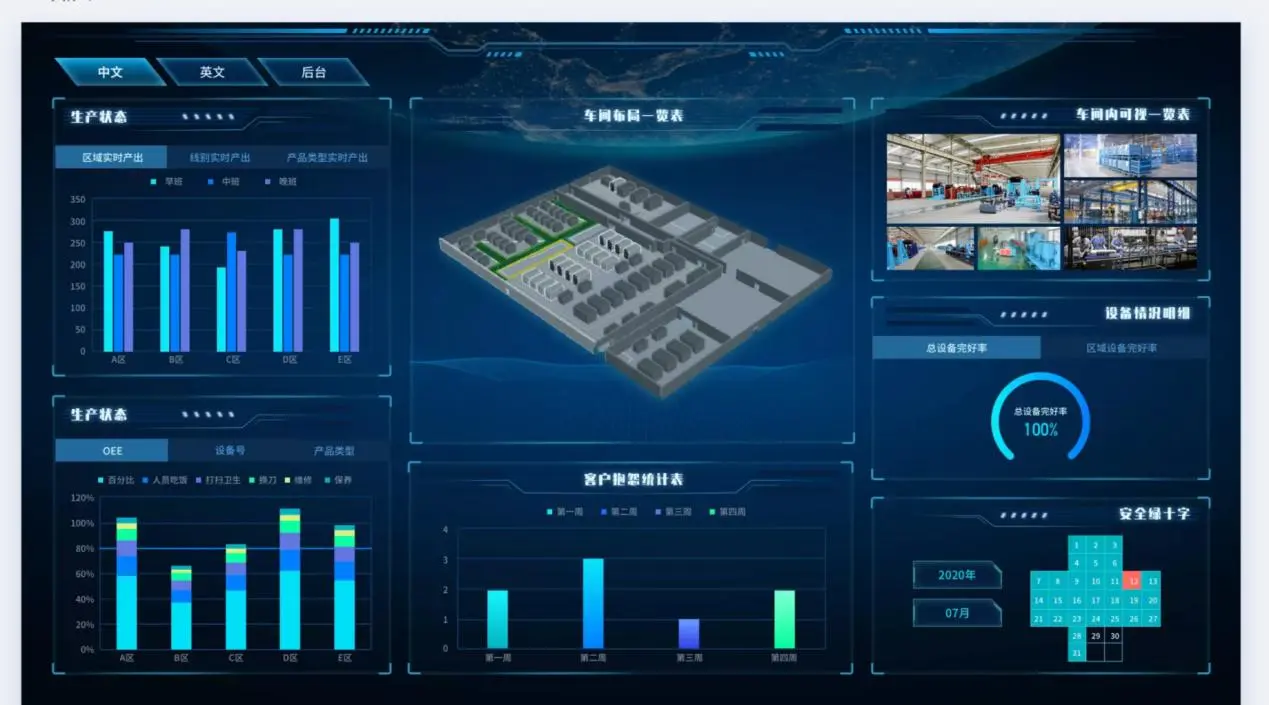 中文 英文 后台
生产状态
区域实时产出 线别实时产出 产品类型实时产出
早班 中班 晚班
350
300
250
200
150
100
50
0
A区 B区 C区 D区 E区
生产状态
OEE 设备号 产品类型
百分比 人员吃饭 打扫卫生 换刀 维修 保养
120%
100%
80%
60%
40%
20%
0%
A区 B区 C区 D区 E区
车间布局一览表
客户抱怨统计表
第一周 第二周 第三周 第四周
4
3
2
1
0
第一周 第二周 第三周 第四周
车间内可视一览表
设备情况明细
总设备完好率 区域设备完好率
总设备完好率
100%
安全绿十字
2020年
07月
1 2 3
4 5 6
7 8 9 10 11 12 13
14 15 16 17 18 19 20
21 22 23 24 25 26 27
28 29 30
31